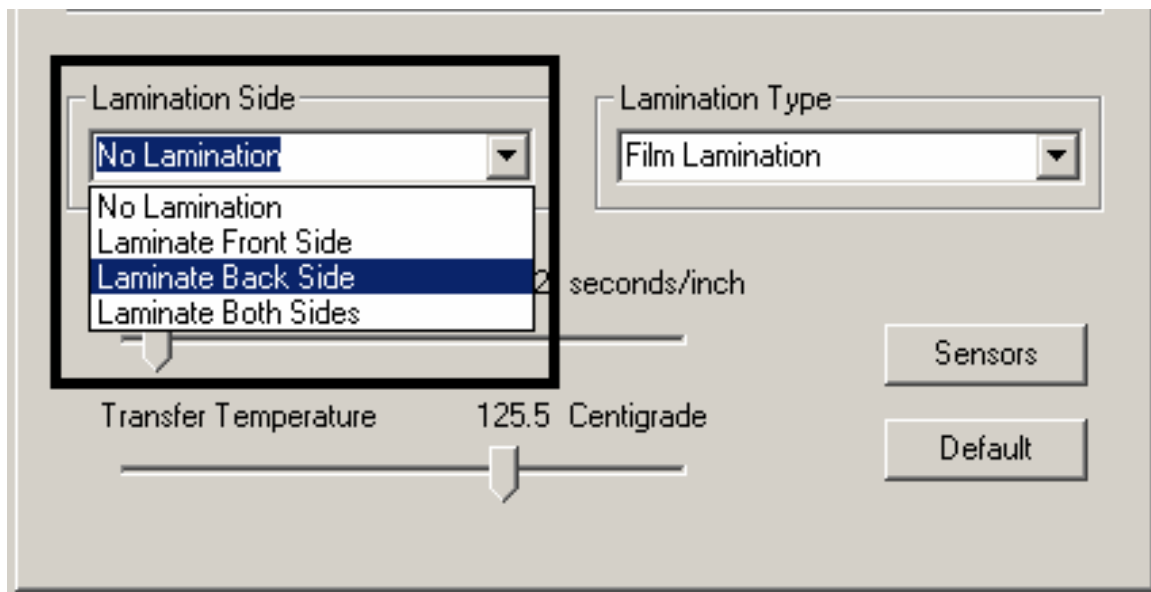 Lamination Side
No Lamination
No Lamination
Laminate Front Side
Laminate Back Side
Laminate Both Sides
Lamination Type
Film Lamination
2 seconds/inch
Transfer Temperature 125.5 Centigrade
Sensors
Default